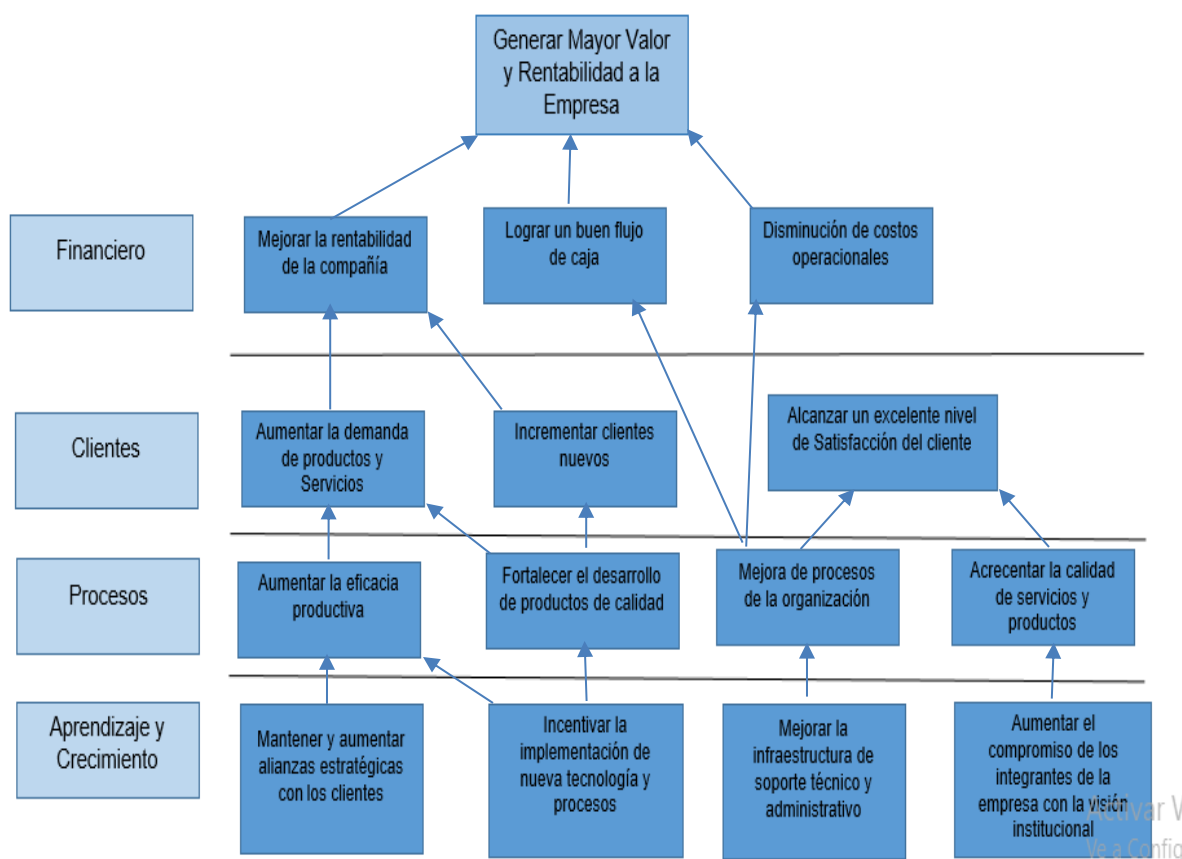 Generar Mayor Valor
y Rentabilidad a la
Empresa
Financiero
Mejorar la rentabilidad
de la compañía
Lograr un buen flujo
de caja
Disminución de costos
operacionales
Clientes
Aumentar la demanda
de productos y
Servicios
Incrementar clientes
nuevos
Alcanzar un excelente nivel
de Satisfacción del cliente
Procesos
Aumentar la eficacia
productiva
Fortalecer el desarrollo
de productos de calidad
Mejora de procesos
de la organización
Acrecentar la calidad
de servicios y
productos
Aprendizaje y
Crecimiento
Mantener y aumentar
alianzas estratégicas
con los clientes
Incentivar la
implementación de
nueva tecnología y
procesos
Mejorar la
infraestructura de
soporte técnico y
administrativo
Aumentar el
compromiso de los
integrantes de la
empresa con la visión
institucional
Activar W
Ve a Config